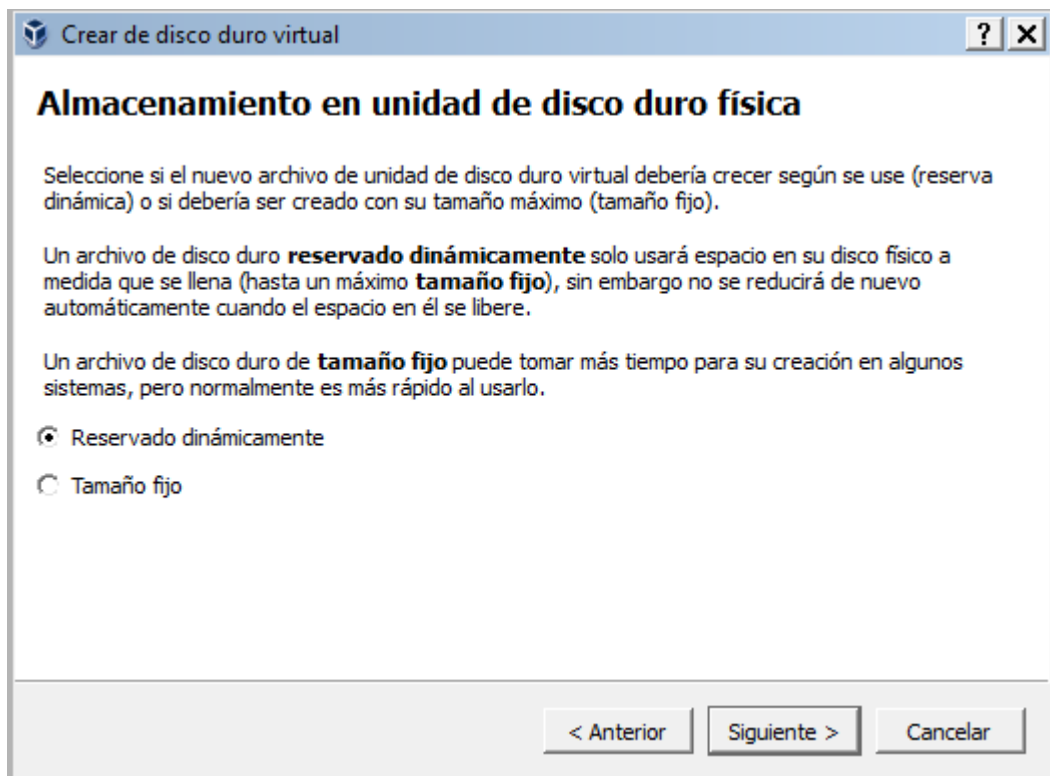 Crear de disco duro virtual
Almacenamiento en unidad de disco duro física
Seleccione si el nuevo archivo de unidad de disco duro virtual debería crecer según se use (reserva
dinámica) o si debería ser creado con su tamaño máximo (tamaño fijo).
Un archivo de disco duro reservado dinámicamente solo usará espacio en su disco físico a
medida que se llena (hasta un máximo tamaño fijo), sin embargo no se reducirá de nuevo
automáticamente cuando el espacio en él se libere.
Un archivo de disco duro de tamaño fijo puede tomar más tiempo para su creación en algunos
sistemas, pero normalmente es más rápido al usarlo.
Reservado dinámicamente
Tamaño fijo
< Anterior Siguiente > Cancelar